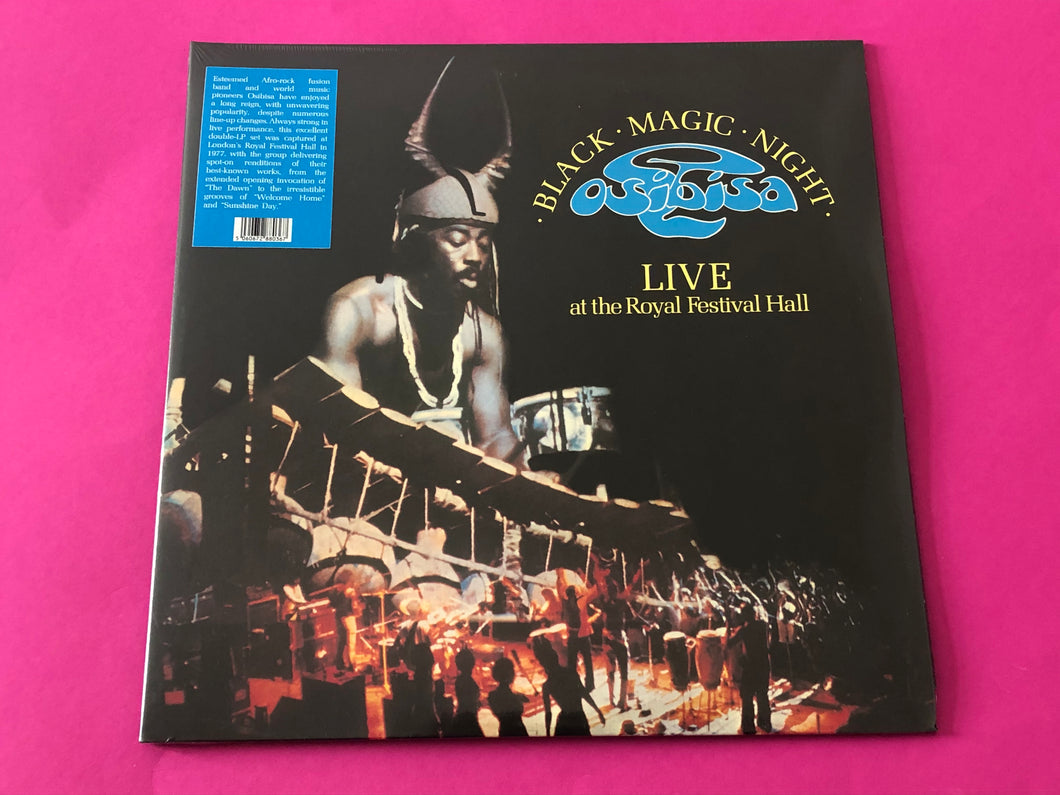 Esteemed Afro-rock fusion
band and world music
pioneers Osibisa have enjoyed
a long reign, with unwavering
popularity, despite numerous
line-up changes. Always strong in
live performance, this excellent
double-LP set was captured at
London's Royal Festival Hall in
1977, with the group delivering
spot-on renditions of their
best-known works, from the
extended opening invocation of
"The Dawn" to the irresistible
grooves of "Welcome Home"
and "Sunshine Day."
5 060672 880367
· BLACK · MAGIC · NIGHT ·
osibisa
LIVE
at the Royal Festival Hall